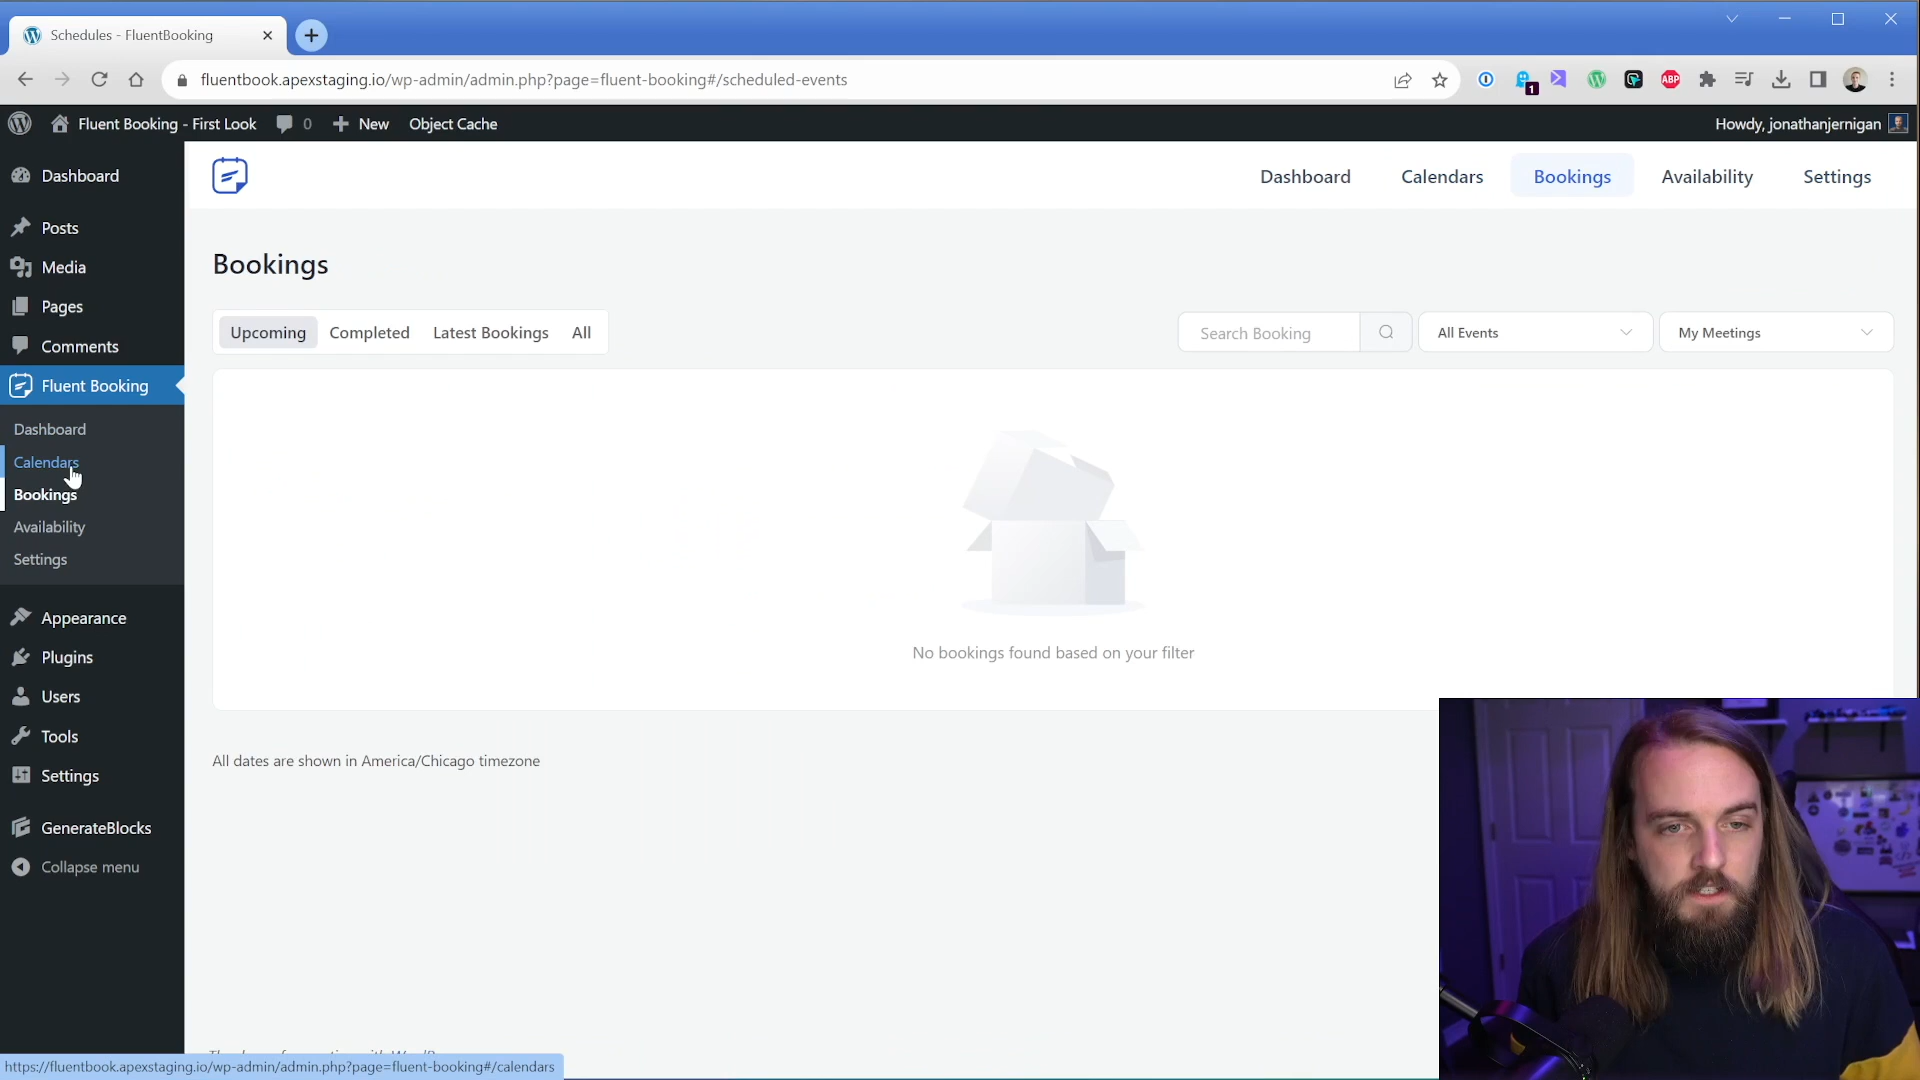 Schedules - FluentBooking
fluentbook.apexstaging.io/wp-admin/admin.php?page=fluent-booking#/scheduled-events
1
ABP
Fluent Booking - First Look
0
New
Object Cache
Howdy, jonathanjernigan
Dashboard
Posts
Media
Pages
Comments
Fluent Booking
Dashboard
Calendars
Bookings
Availability
Settings
Appearance
Plugins
Users
Tools
Settings
GenerateBlocks
Collapse menu
Dashboard
Calendars
Bookings
Availability
Settings
Bookings
Upcoming
Completed
Latest Bookings
All
Search Booking
All Events
My Meetings
No bookings found based on your filter
All dates are shown in America/Chicago timezone
https://fluentbook.apexstaging.io/wp-admin/admin.php?page=fluent-booking#/calendars